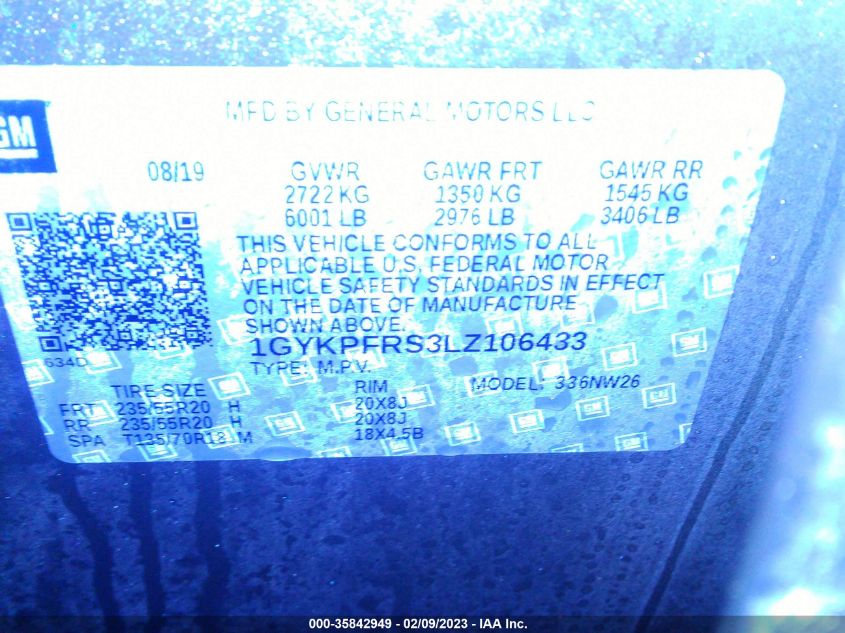 GM
MFD BY GENERAL MOTORS LLC
08/19 GVWR GAWR FRT GAWR RR
2722 KG 1350 KG 1545 KG
6001 LB 2976 LB 3406 LB
THIS VEHICLE CONFORMS TO ALL
APPLICABLE U.S. FEDERAL MOTOR
VEHICLE SAFETY STANDARDS IN EFFECT
ON THE DATE OF MANUFACTURE
SHOWN ABOVE.
1GYKPFRS3LZ106433
TYPE: M.P.V.
MODEL: 336NW26
TIRE SIZE RIM
FRT 235/55R20 H 20X8J
RR 235/55R20 H 20X8J
SPA T135/70R18 M 18X4.5B
000-35842949 - 02/09/2023 - IAA Inc.